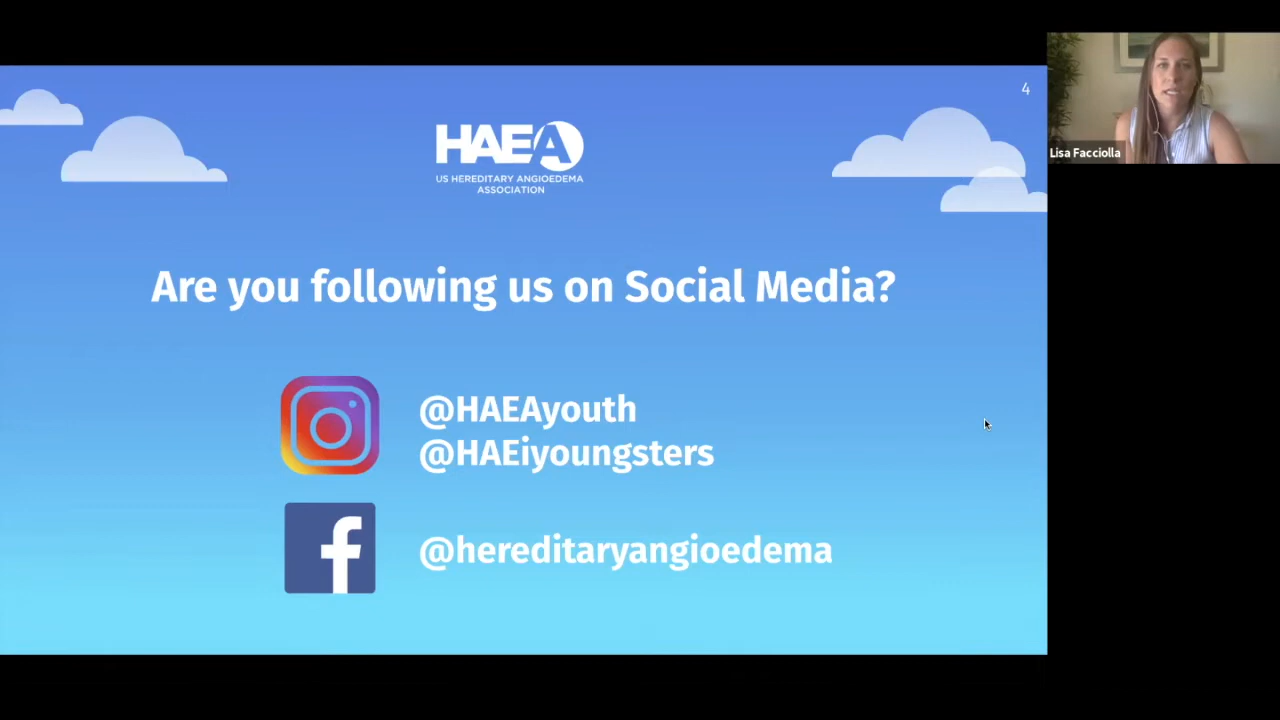 4
HAEA
US HEREDITARY ANGIOEDEMA
ASSOCIATION
Are you following us on Social Media?
@HAEAyouth
@HAEiyoungsters
@hereditaryangioedema
Lisa Facciolla